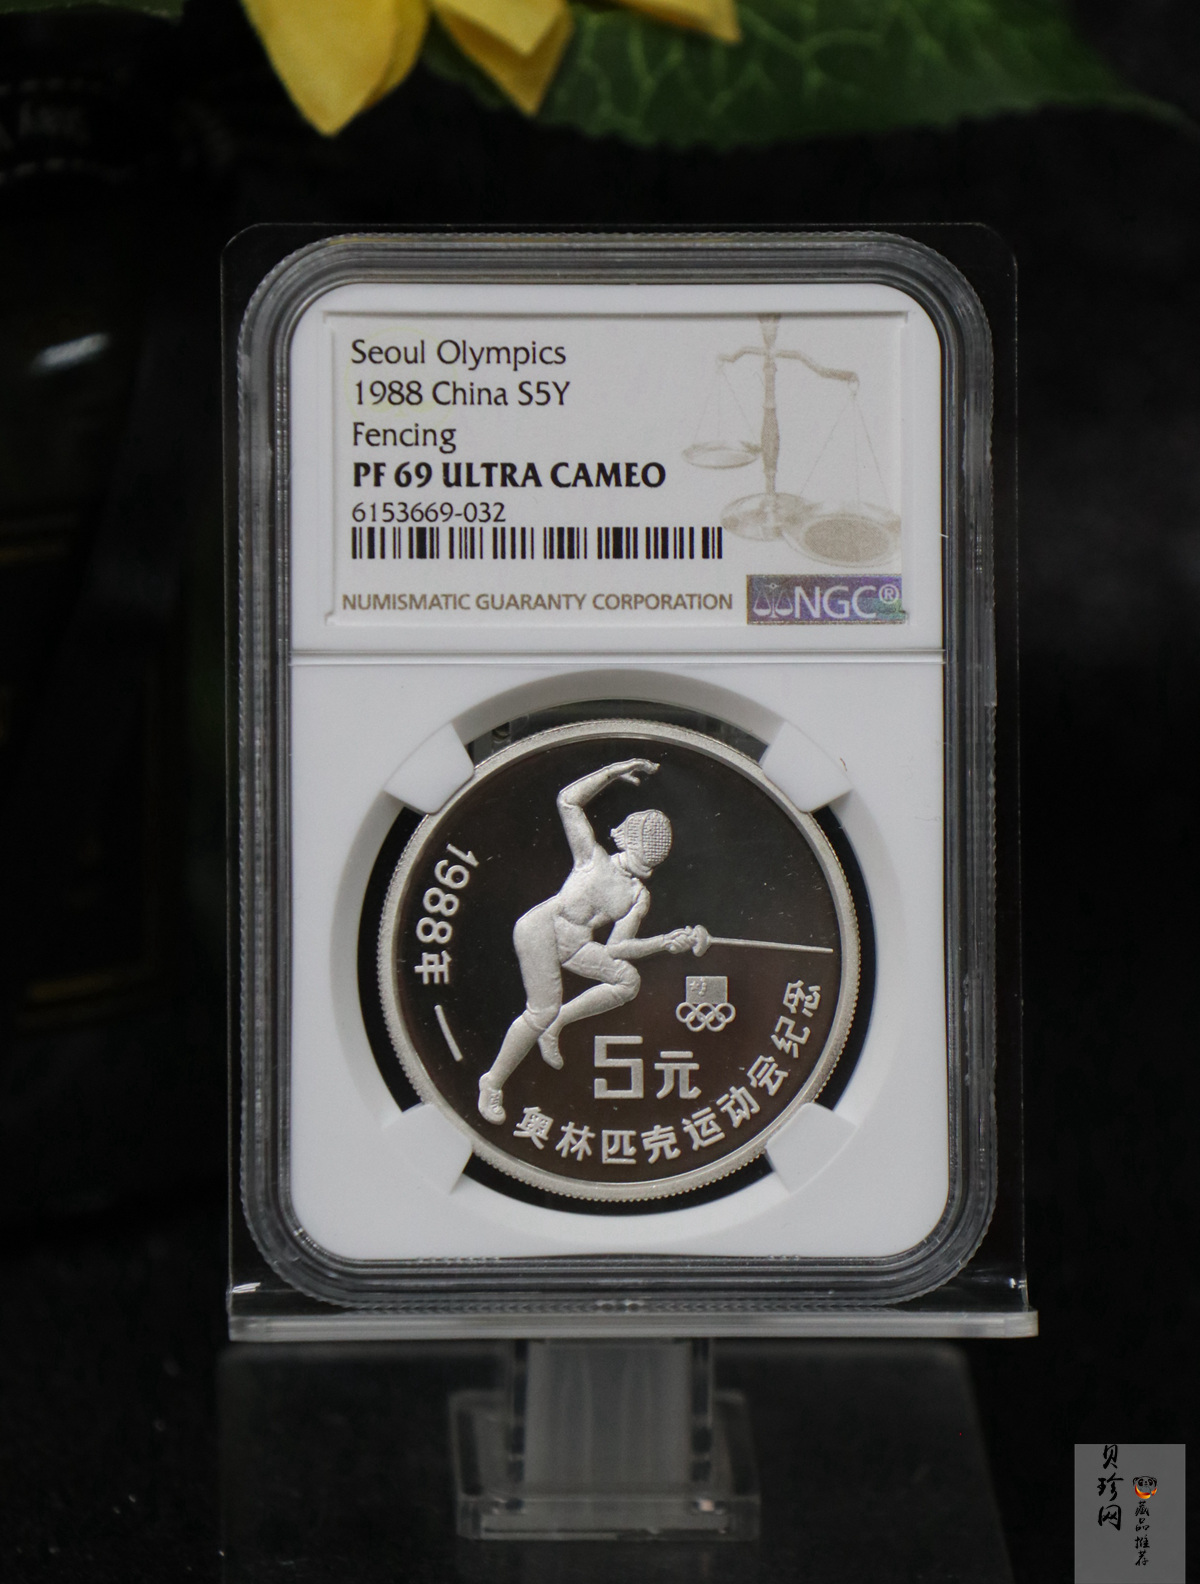 Seoul Olympics
1988 China S5Y
Fencing
PF 69 ULTRA CAMEO
6153669-032
NUMISMATIC GUARANTY CORPORATION
NGC®
1988年一
5元
奥林匹克运动会纪念
贝珍网
藏品推荐